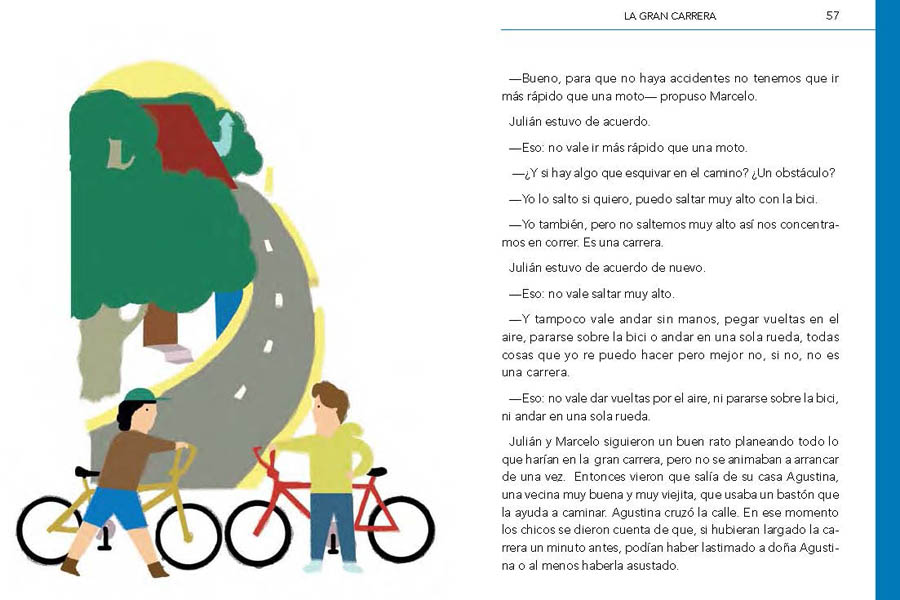 LA GRAN CARRERA 57
—Bueno, para que no haya accidentes no tenemos que ir
más rápido que una moto— propuso Marcelo.
Julián estuvo de acuerdo.
—Eso: no vale ir más rápido que una moto.
—¿Y si hay algo que esquivar en el camino? ¿Un obstáculo?
—Yo lo salto si quiero, puedo saltar muy alto con la bici.
—Yo también, pero no saltemos muy alto así nos concentra-
mos en correr. Es una carrera.
Julián estuvo de acuerdo de nuevo.
—Eso: no vale saltar muy alto.
—Y tampoco vale andar sin manos, pegar vueltas en el
aire, pararse sobre la bici o andar en una sola rueda, todas
cosas que yo re puedo hacer pero mejor no, si no, no es
una carrera.
—Eso: no vale dar vueltas por el aire, ni pararse sobre la bici,
ni andar en una sola rueda.
Julián y Marcelo siguieron un buen rato planeando todo lo
que harían en la gran carrera, pero no se animaban a arrancar
de una vez. Entonces vieron que salía de su casa Agustina,
una vecina muy buena y muy viejita, que usaba un bastón que
la ayuda a caminar. Agustina cruzó la calle. En ese momento
los chicos se dieron cuenta de que, si hubieran largado la ca-
rrera un minuto antes, podían haber lastimado a doña Agusti-
na o al menos haberla asustado.